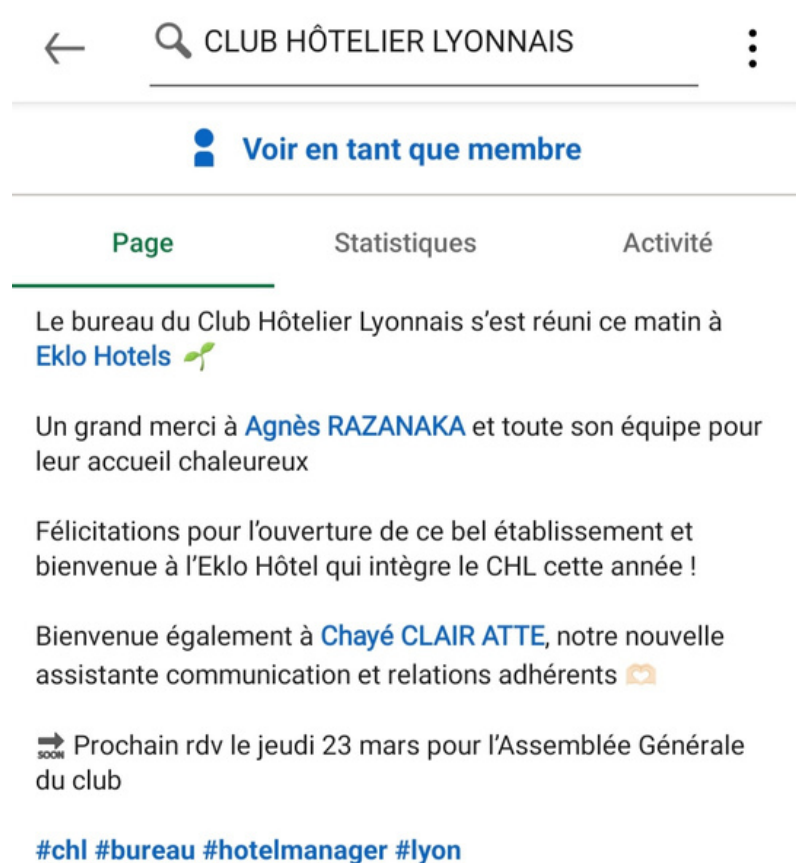 CLUB HÔTELIER LYONNAIS
Voir en tant que membre
Page Statistiques Activité
Le bureau du Club Hôtelier Lyonnais s’est réuni ce matin à
Eklo Hotels 🌱
Un grand merci à Agnès RAZANAKA et toute son équipe pour
leur accueil chaleureux
Félicitations pour l’ouverture de ce bel établissement et
bienvenue à l’Eklo Hôtel qui intègre le CHL cette année !
Bienvenue également à Chayé CLAIR ATTE, notre nouvelle
assistante communication et relations adhérents 🫶🏻
🔜 Prochain rdv le jeudi 23 mars pour l’Assemblée Générale
du club
#chl #bureau #hotelmanager #lyon